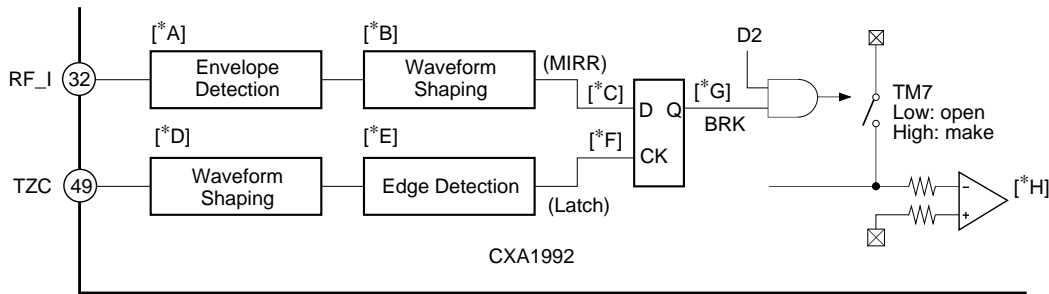 [*A]
[*B]
D2
RF_I
32
Envelope
Detection
Waveform
Shaping
(MIRR)
[*C]
D
Q
[*G]
BRK
TM7
Low: open
High: make
[*D]
[*E]
[*F]
CK
TZC
49
Waveform
Shaping
Edge Detection
(Latch)
–
+
[*H]
CXA1992